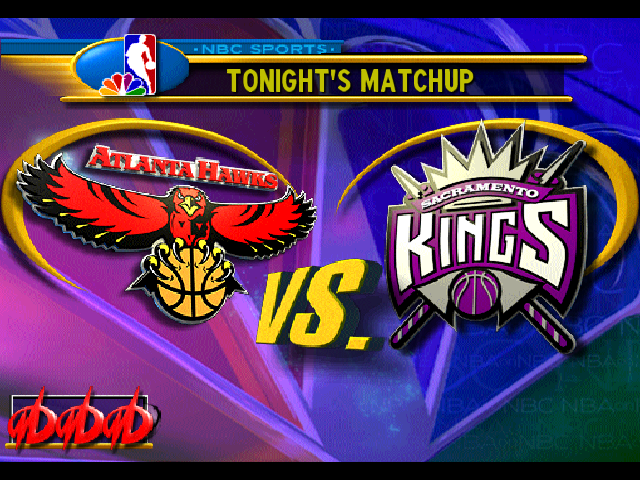 NBC SPORTS
TONIGHT'S MATCHUP
ATLANTA HAWKS
SACRAMENTO
KINGS
VS.